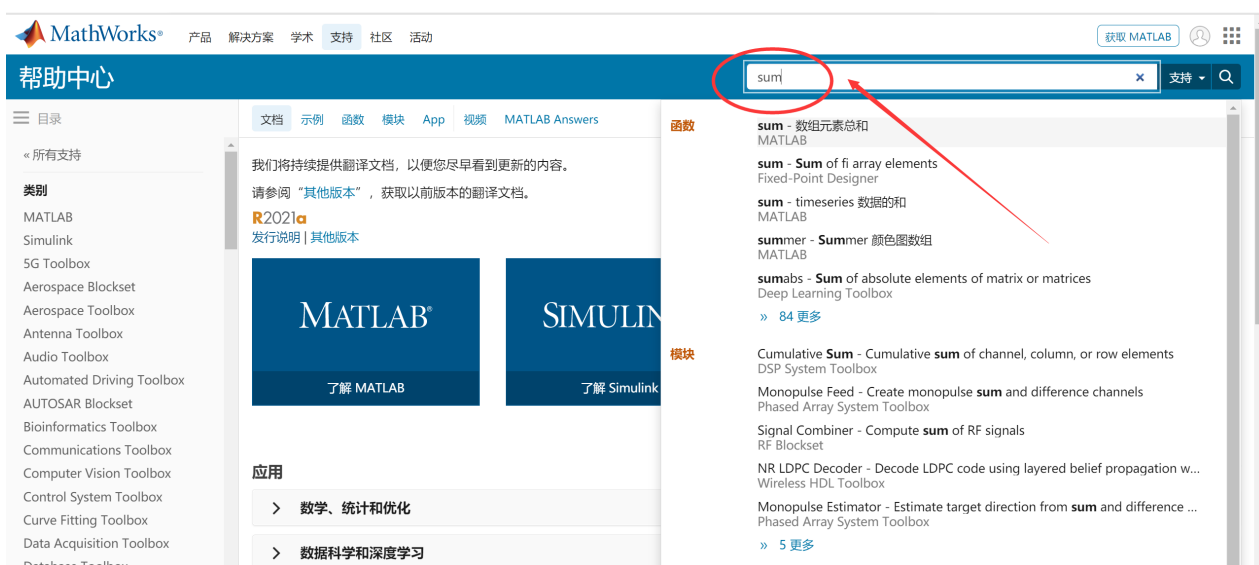 MathWorks® 产品 解决方案 学术 支持 社区 活动 获取 MATLAB
帮助中心 sum × 支持
目录
«所有支持
类别
MATLAB
Simulink
5G Toolbox
Aerospace Blockset
Aerospace Toolbox
Antenna Toolbox
Audio Toolbox
Automated Driving Toolbox
AUTOSAR Blockset
Bioinformatics Toolbox
Communications Toolbox
Computer Vision Toolbox
Control System Toolbox
Curve Fitting Toolbox
Data Acquisition Toolbox
文档 示例 函数 模块 App 视频 MATLAB Answers
我们将持续提供翻译文档，以便您尽早看到更新的内容。
请参阅“其他版本”，获取以前版本的翻译文档。
R2021a
发行说明 | 其他版本
MATLAB®
了解 MATLAB
SIMULIN
了解 Simulink
应用
数学、统计和优化
数据科学和深度学习
函数
sum - 数组元素总和
MATLAB
sum - Sum of fi array elements
Fixed-Point Designer
sum - timeseries 数据的和
MATLAB
summer - Summer 颜色图数组
MATLAB
sumabs - Sum of absolute elements of matrix or matrices
Deep Learning Toolbox
» 84 更多
模块
Cumulative Sum - Cumulative sum of channel, column, or row elements
DSP System Toolbox
Monopulse Feed - Create monopulse sum and difference channels
Phased Array System Toolbox
Signal Combiner - Compute sum of RF signals
RF Blockset
NR LDPC Decoder - Decode LDPC code using layered belief propagation w...
Wireless HDL Toolbox
Monopulse Estimator - Estimate target direction from sum and difference ...
Phased Array System Toolbox
» 5 更多